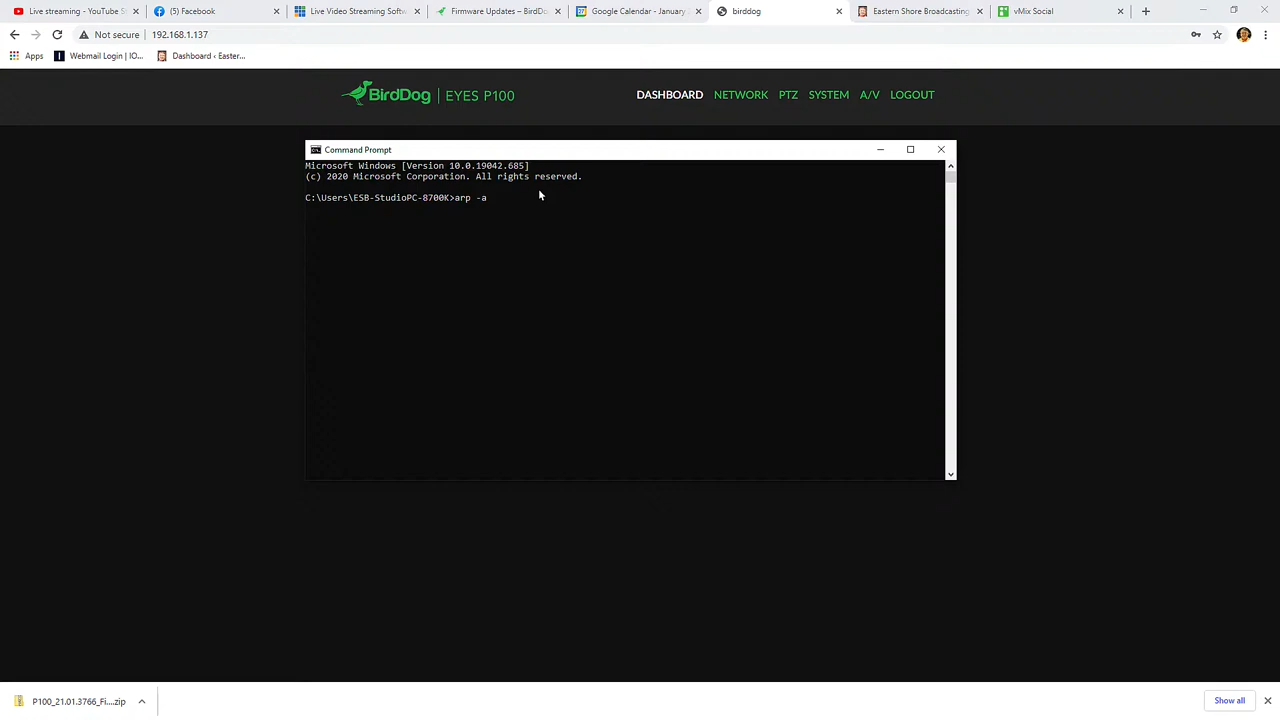 Live streaming - YouTube S
(5) Facebook
Live Video Streaming Softw
Firmware Updates – BirdDo
Google Calendar - January
birddog
Eastern Shore Broadcasting
vMix Social
Not secure | 192.168.1.137
Apps
Webmail Login | IO...
Dashboard ‹ Easter...
BirdDog | EYES P100
DASHBOARD NETWORK PTZ SYSTEM A/V LOGOUT
Command Prompt
Microsoft Windows [Version 10.0.19042.685]
(c) 2020 Microsoft Corporation. All rights reserved.
C:\Users\ESB-StudioPC-8700K>arp -a
P100_21.01.3766_Fi....zip
Show all